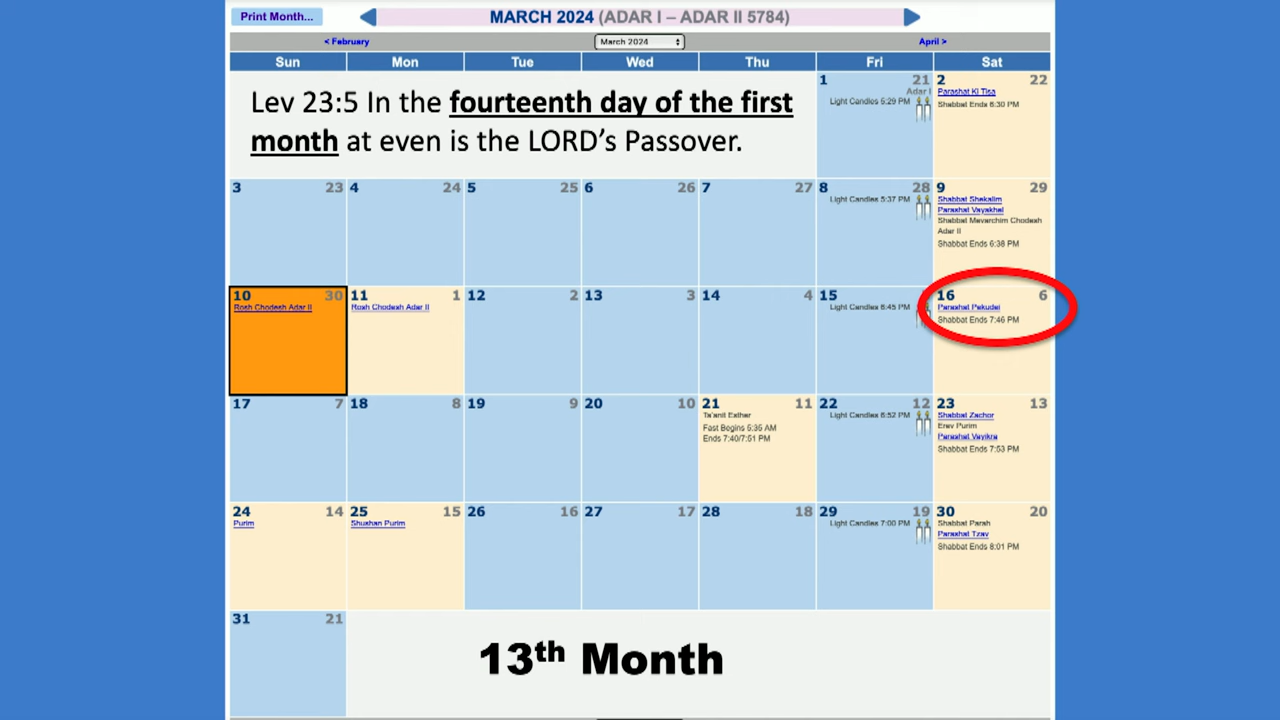 Print Month...
MARCH 2024 (ADAR I – ADAR II 5784)
< February
March 2024
April >
Sun Mon Tue Wed Thu Fri Sat
Lev 23:5 In the fourteenth day of the first
month at even is the LORD's Passover.
1 21 2 22
Adar I Parashat Ki Tisa
Light Candles 5:29 PM Shabbat Ends 6:30 PM
3 23 4 24 5 25 6 26 7 27 8 28 9 29
Light Candles 5:37 PM Shabbat Shekalim
Parashat Vayakhel
Shabbat Mevarchim Chodesh
Adar II
Shabbat Ends 6:38 PM
10 30 11 1 12 2 13 3 14 4 15 16 6
Rosh Chodesh Adar II Rosh Chodesh Adar II Light Candles 6:45 PM Parashat Pekudei
Shabbat Ends 7:46 PM
17 7 18 8 19 9 20 10 21 11 22 12 23 13
Ta'anit Esther Light Candles 6:52 PM Shabbat Zachor
Fast Begins 5:35 AM Erev Purim
Ends 7:40/7:51 PM Parashat Vayikra
Shabbat Ends 7:53 PM
24 14 25 15 26 16 27 17 28 18 29 19 30 20
Purim Shushan Purim Light Candles 7:00 PM Shabbat Parah
Parashat Tzav
Shabbat Ends 8:01 PM
31 21
13th Month